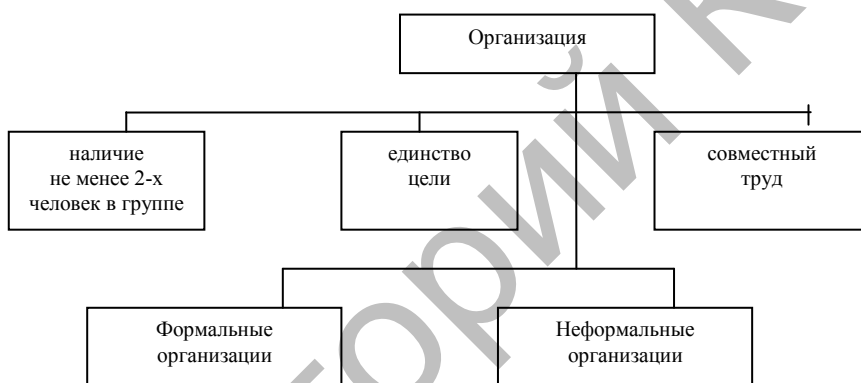 Организация
наличие
не менее 2-х
человек в группе
единство
цели
совместный
труд
Формальные
организации
Неформальные
организации